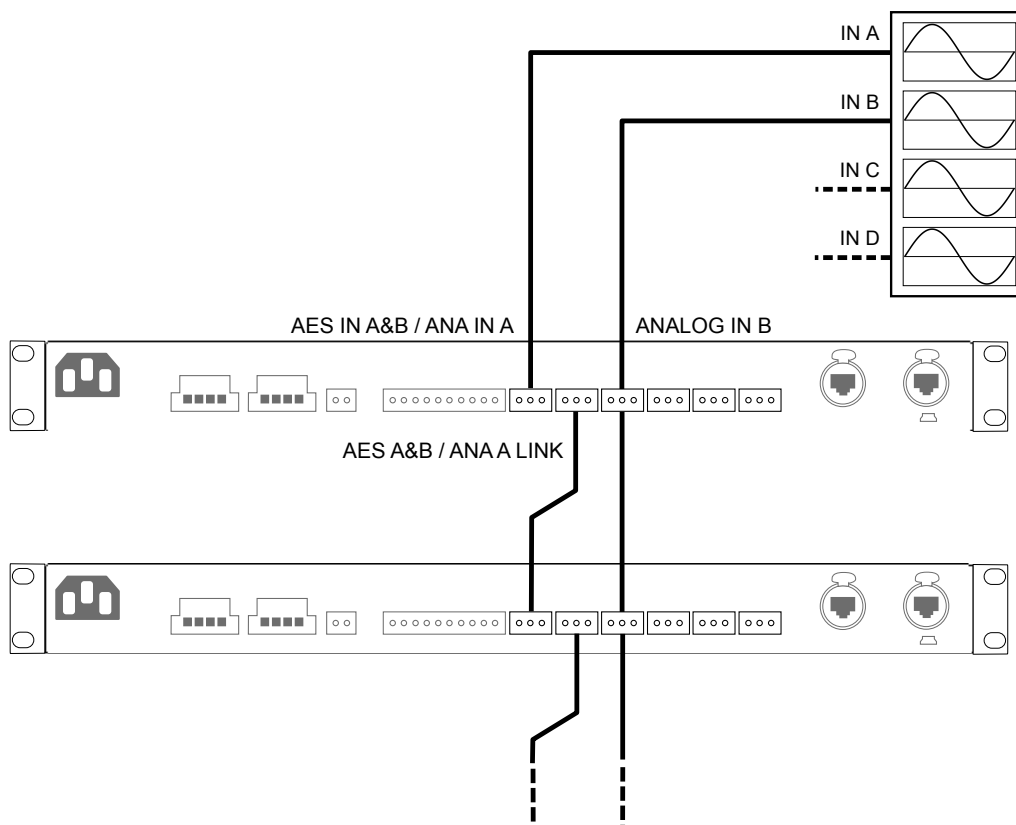 IN A
IN B
IN C
IN D
AES IN A&B / ANA IN A
ANALOG IN B
AES A&B / ANA A LINK